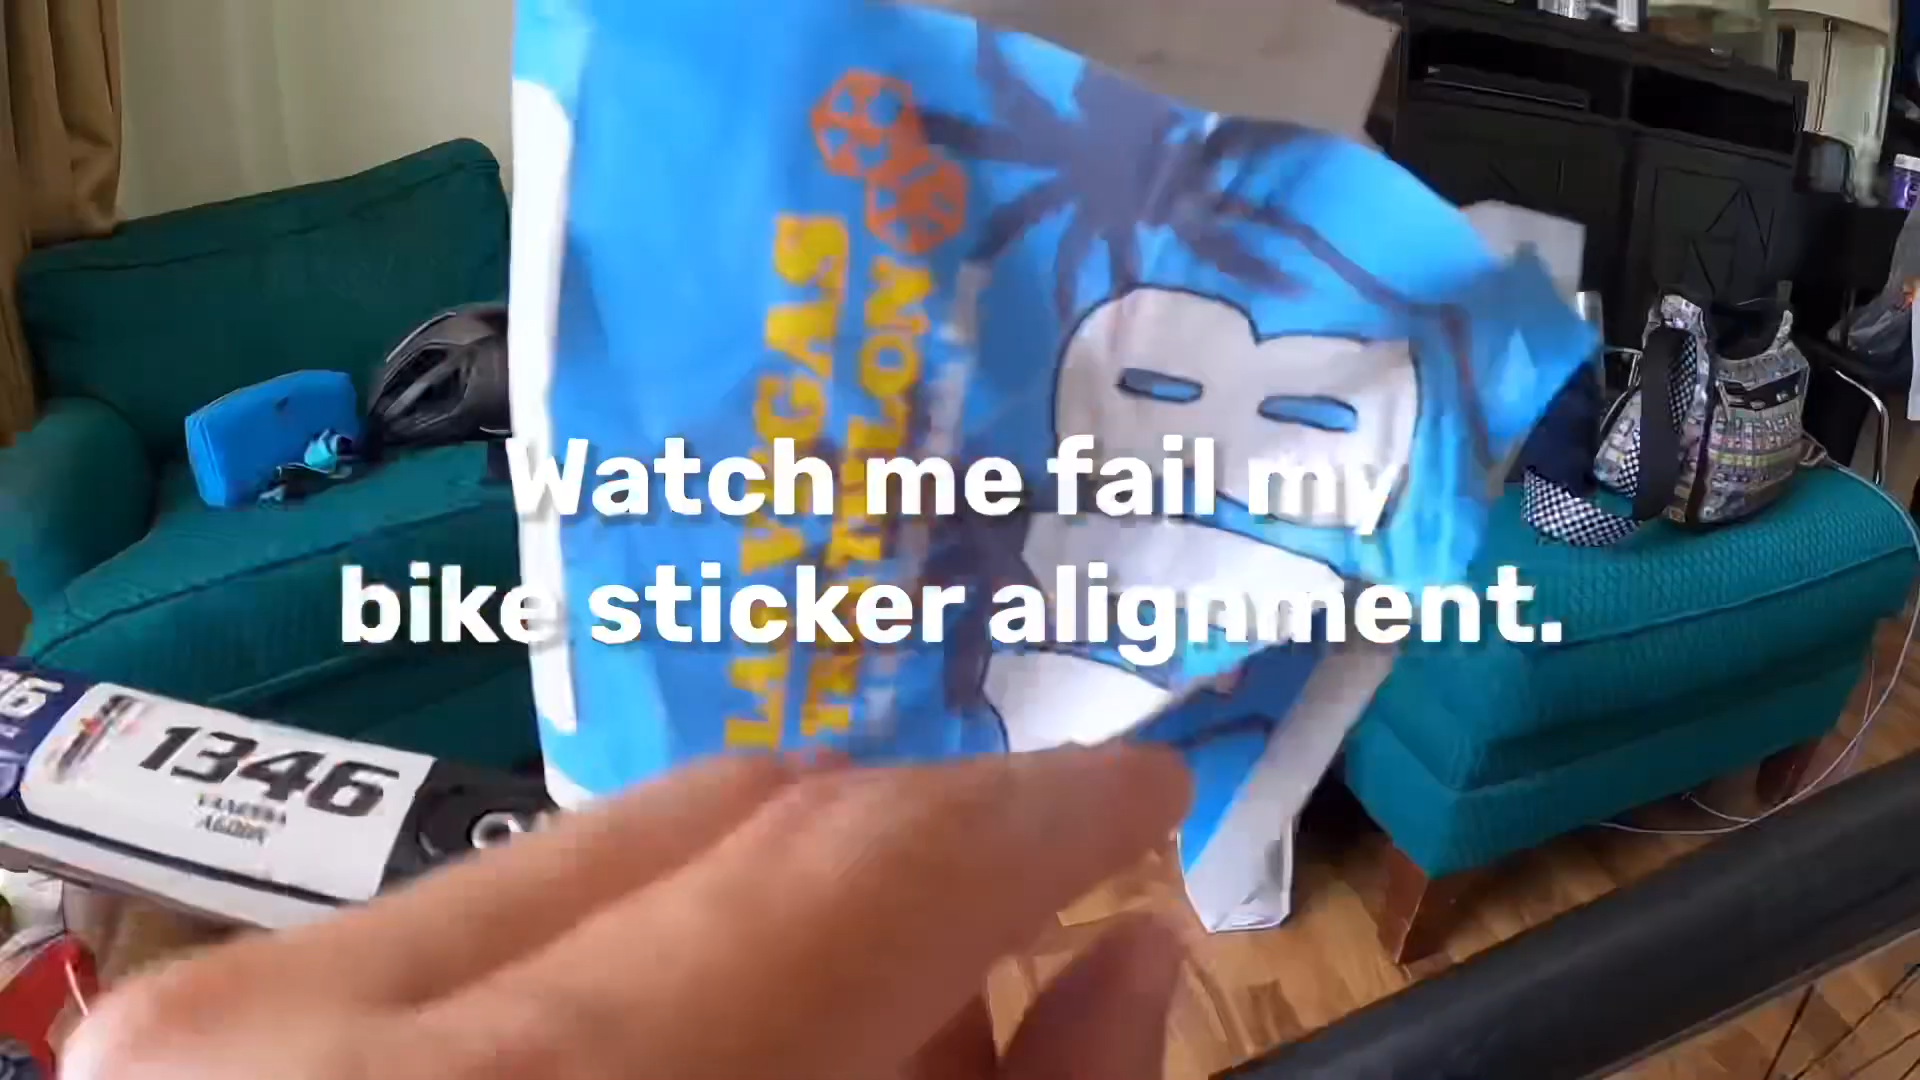 LAS VEGAS
TRIATHLON
Watch me fail my
bike sticker alignment.
1346